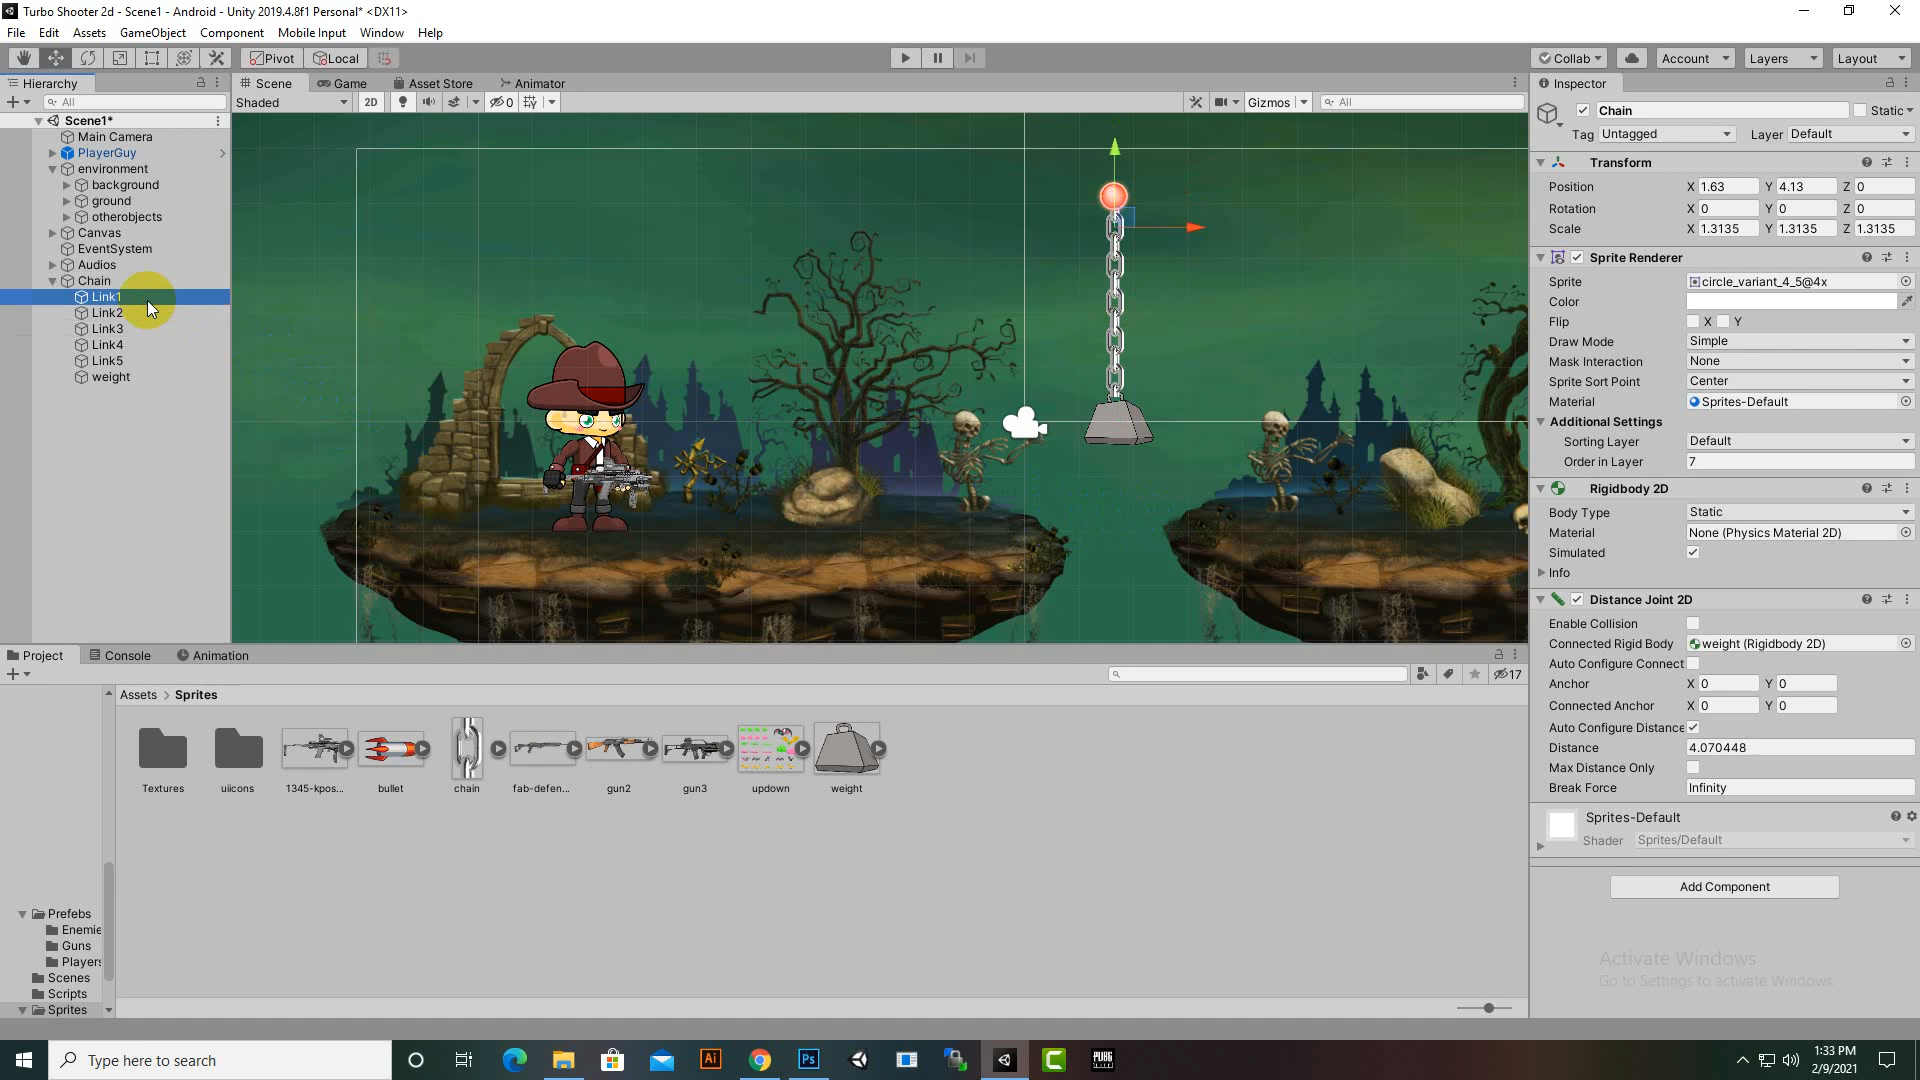 Turbo Shooter 2d - Scene1 - Android - Unity 2019.4.8f1 Personal* <DX11>
File Edit Assets GameObject Component Mobile Input Window Help
Pivot Local Collab Account Layers Layout
Hierarchy
All
Scene1*
Main Camera
PlayerGuy
environment
background
ground
otherobjects
Canvas
EventSystem
Audios
Chain
Link1
Link2
Link3
Link4
Link5
weight
Scene Game Asset Store Animator
Shaded 2D 0 Gizmos All
Inspector
Chain Static
Tag Untagged Layer Default
Transform
Position X 1.63 Y 4.13 Z 0
Rotation X 0 Y 0 Z 0
Scale X 1.3135 Y 1.3135 Z 1.3135
Sprite Renderer
Sprite circle_variant_4_5@4x
Color
Flip X Y
Draw Mode Simple
Mask Interaction None
Sprite Sort Point Center
Material Sprites-Default
Additional Settings
Sorting Layer Default
Order in Layer 7
Rigidbody 2D
Body Type Static
Material None (Physics Material 2D)
Simulated
Info
Distance Joint 2D
Enable Collision
Connected Rigid Body weight (Rigidbody 2D)
Auto Configure Connect
Anchor X 0 Y 0
Connected Anchor X 0 Y 0
Auto Configure Distance
Distance 4.070448
Max Distance Only
Break Force Infinity
Sprites-Default
Shader Sprites/Default
Add Component
Activate Windows
Go to Settings to activate Windows.
Project Console Animation
17
Assets > Sprites
Textures uiicons 1345-kpos... bullet chain fab-defen... gun2 gun3 updown weight
Prefebs
Enemie
Guns
Players
Scenes
Scripts
Sprites
Type here to search
Ai
Ps
PUBG
1:33 PM
2/9/2021